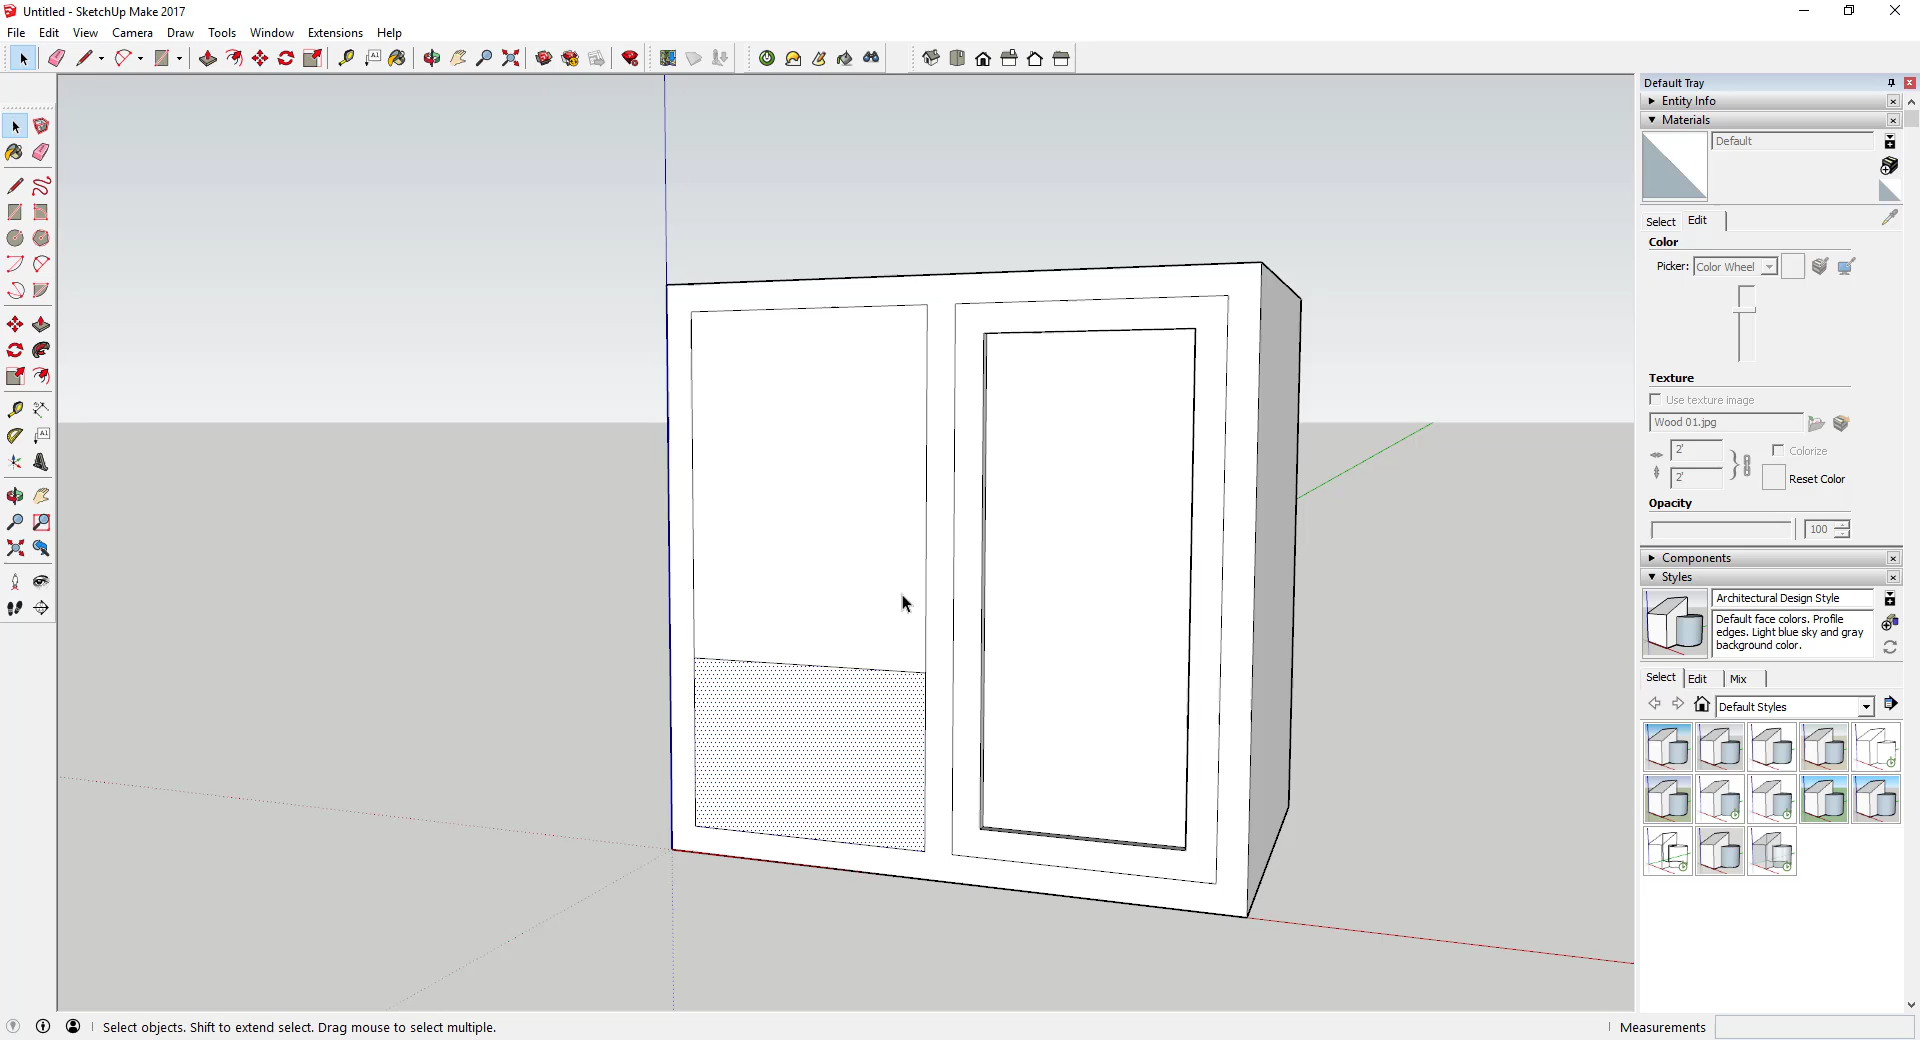 Untitled - SketchUp Make 2017
File Edit View Camera Draw Tools Window Extensions Help
A1
Default Tray
Entity Info
Materials
Default
Select Edit
Color
Picker: Color Wheel
Texture
Use texture image
Wood 01.jpg
2' Colorize
2' Reset Color
Opacity
100
Components
Styles
Architectural Design Style
Default face colors. Profile
edges. Light blue sky and gray
background color.
Select Edit Mix
Default Styles
A1
Select objects. Shift to extend select. Drag mouse to select multiple. Measurements